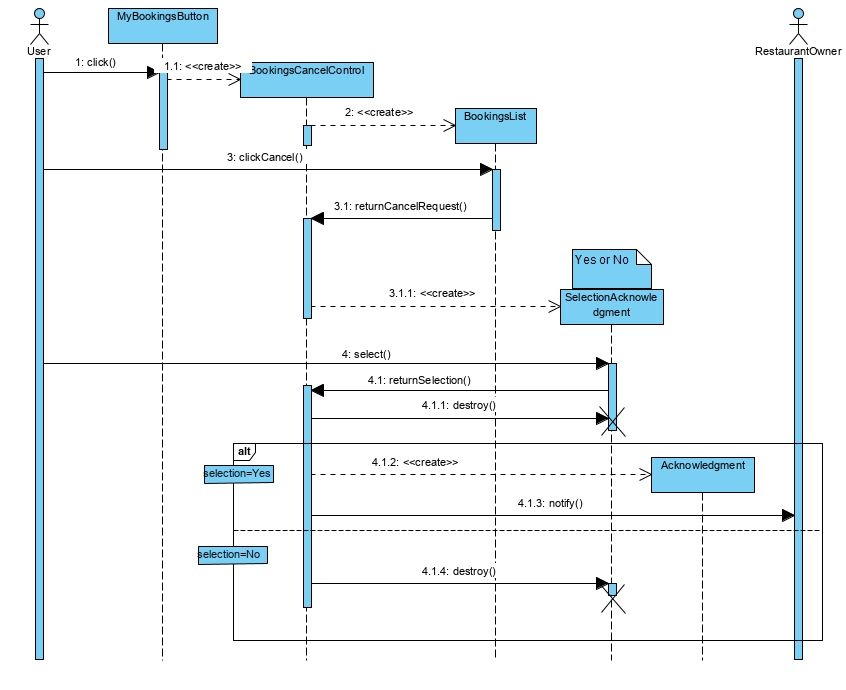 MyBookingsButton
User
RestaurantOwner
1: click()
1.1: <<create>>
BookingsCancelControl
2: <<create>>
BookingsList
3: clickCancel()
3.1: returnCancelRequest()
Yes or No
3.1.1: <<create>>
SelectionAcknowle
dgment
4: select()
4.1: returnSelection()
4.1.1: destroy()
alt
selection=Yes
4.1.2: <<create>>
Acknowledgment
4.1.3: notify()
selection=No
4.1.4: destroy()